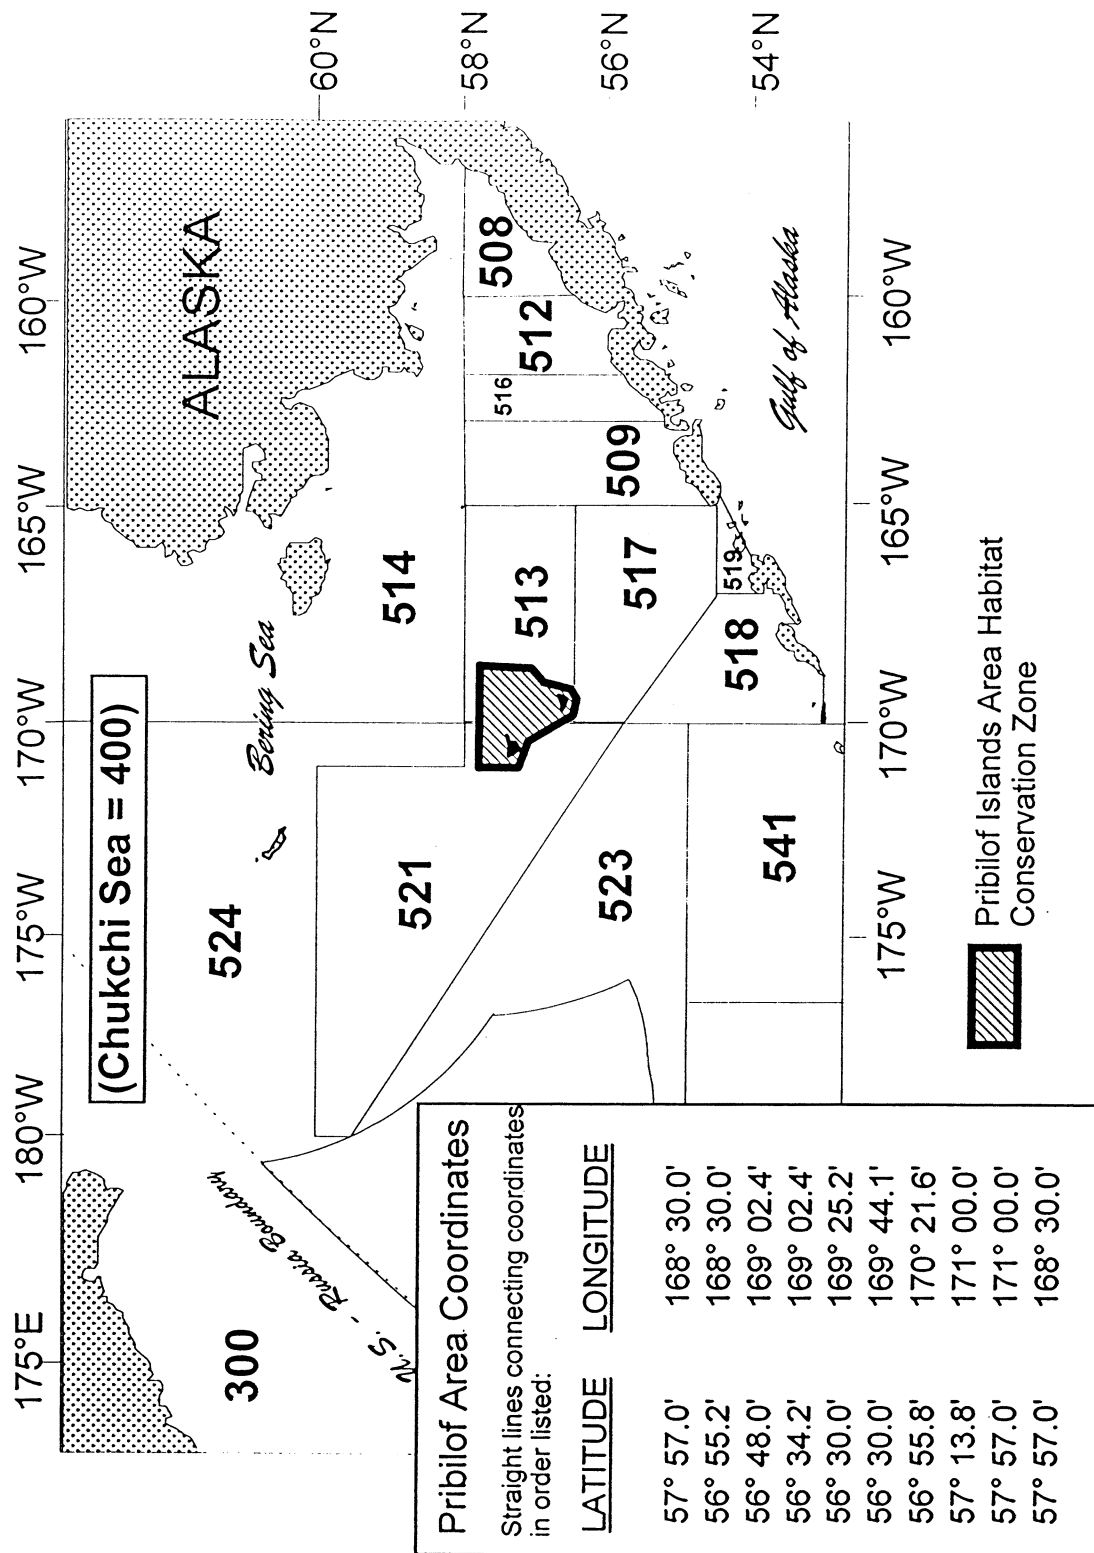 175°E
180°W
175°W
170°W
165°W
160°W
(Chukchi Sea = 400)
ALASKA
Bering Sea
60°N
58°N
56°N
54°N
300
U.S. - Russia Boundary
524
521
523
541
514
513
517
518
519
509
516
512
508
Gulf of Alaska
175°W
170°W
165°W
160°W
Pribilof Area Coordinates
Straight lines connecting coordinates
in order listed:
LATITUDE LONGITUDE
57° 57.0' 168° 30.0'
56° 55.2' 168° 30.0'
56° 48.0' 169° 02.4'
56° 34.2' 169° 02.4'
56° 30.0' 169° 25.2'
56° 30.0' 169° 44.1'
56° 55.8' 170° 21.6'
57° 13.8' 171° 00.0'
57° 57.0' 171° 00.0'
57° 57.0' 168° 30.0'
Pribilof Islands Area Habitat
Conservation Zone